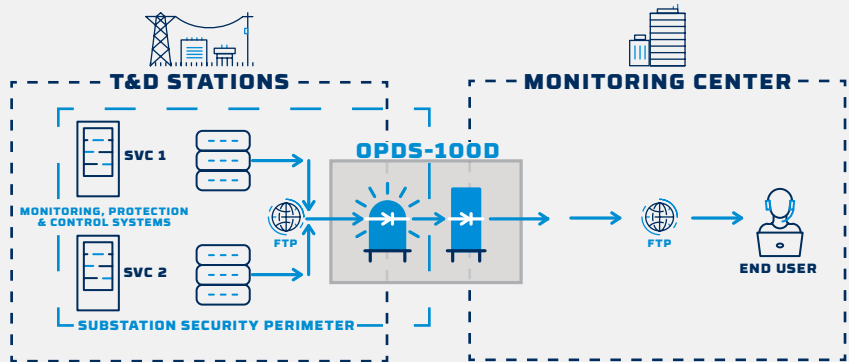 T&D STATIONS
MONITORING CENTER
OPDS-100D
SVC 1
MONITORING, PROTECTION
& CONTROL SYSTEMS
FTP
FTP
SVC 2
END USER
SUBSTATION SECURITY PERIMETER